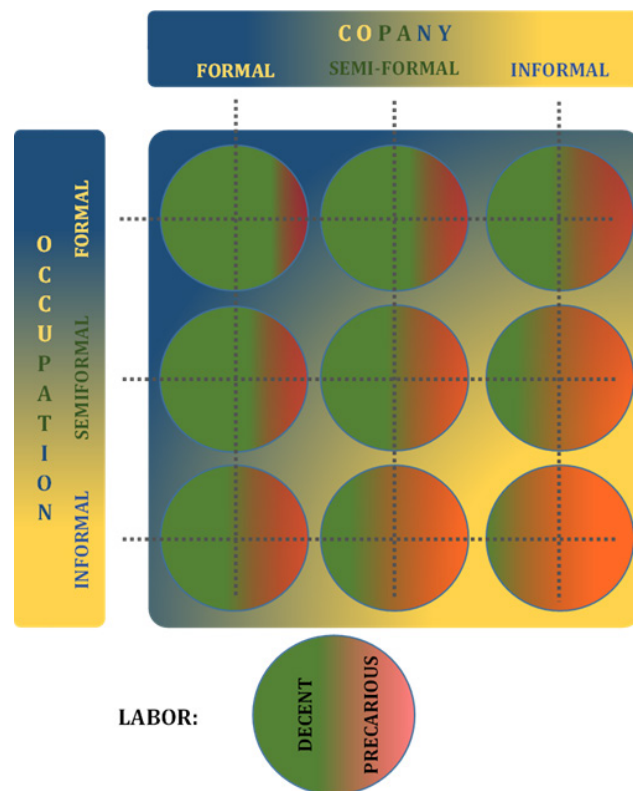 COPANY
FORMAL SEMI-FORMAL INFORMAL
OCCUPATION
FORMAL
SEMIFORMAL
INFORMAL
LABOR:
DECENT
PRECARIOUS